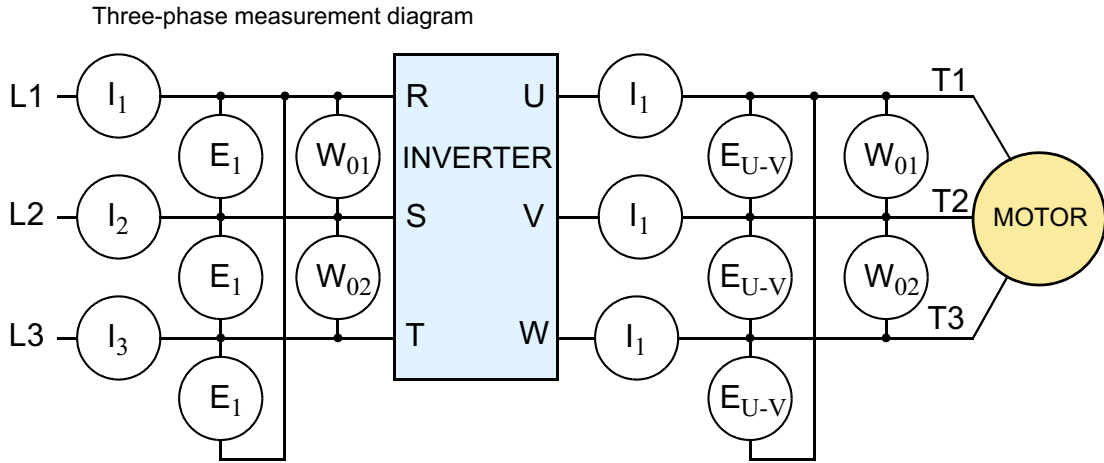 Three-phase measurement diagram
L1 I1 R U I1 T1
E1 W01 INVERTER EU-V W01
L2 I2 S V I1 T2 MOTOR
E1 W02 EU-V W02
L3 I3 T W I1 T3
E1 EU-V